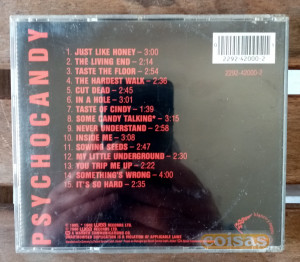 PSYCHOCANDY
1. JUST LIKE HONEY – 3:00
2. THE LIVING END – 2:14
3. TASTE THE FLOOR – 2:54
4. THE HARDEST WALK – 2:36
5. CUT DEAD – 2:45
6. IN A HOLE – 3:01
7. TASTE OF CINDY – 1:39
8. SOME CANDY TALKING* – 3:15
9. NEVER UNDERSTAND – 2:58
10. INSIDE ME – 3:08
11. SOWING SEEDS – 2:47
12. MY LITTLE UNDERGROUND – 2:30
13. YOU TRIP ME UP – 2:22
14. SOMETHING'S WRONG – 4:00
15. IT'S SO HARD – 2:35
2292 42000 2
2292-42000-2
coisas